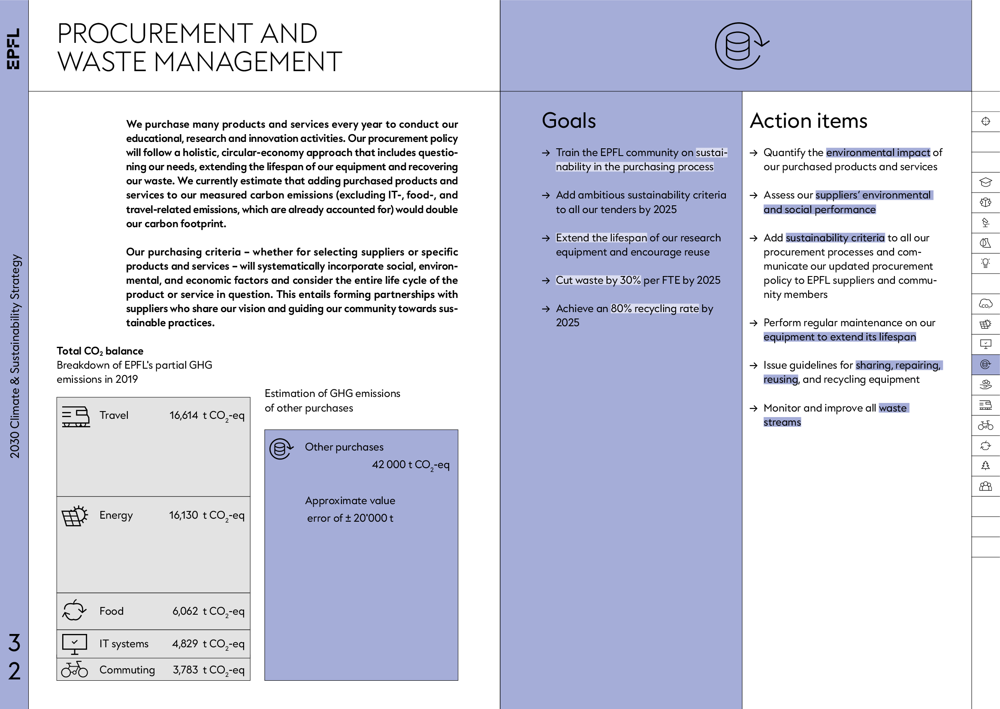 EPFL
2030 Climate & Sustainability Strategy
3
2
PROCUREMENT AND
WASTE MANAGEMENT
We purchase many products and services every year to conduct our
educational, research and innovation activities. Our procurement policy
will follow a holistic, circular-economy approach that includes questio-
ning our needs, extending the lifespan of our equipment and recovering
our waste. We currently estimate that adding purchased products and
services to our measured carbon emissions (excluding IT-, food-, and
travel-related emissions, which are already accounted for) would double
our carbon footprint.
Our purchasing criteria – whether for selecting suppliers or specific
products and services – will systematically incorporate social, environ-
mental, and economic factors and consider the entire life cycle of the
product or service in question. This entails forming partnerships with
suppliers who share our vision and guiding our community towards sus-
tainable practices.
Total CO₂ balance
Breakdown of EPFL's partial GHG
emissions in 2019
Travel 16,614 t CO₂-eq
Energy 16,130 t CO₂-eq
Food 6,062 t CO₂-eq
IT systems 4,829 t CO₂-eq
Commuting 3,783 t CO₂-eq
Estimation of GHG emissions
of other purchases
Other purchases
42 000 t CO₂-eq
Approximate value
error of ± 20'000 t
Goals
→ Train the EPFL community on sustai-
nability in the purchasing process
→ Add ambitious sustainability criteria
to all our tenders by 2025
→ Extend the lifespan of our research
equipment and encourage reuse
→ Cut waste by 30% per FTE by 2025
→ Achieve an 80% recycling rate by
2025
Action items
→ Quantify the environmental impact of
our purchased products and services
→ Assess our suppliers‘ environmental
and social performance
→ Add sustainability criteria to all our
procurement processes and com-
municate our updated procurement
policy to EPFL suppliers and commu-
nity members
→ Perform regular maintenance on our
equipment to extend its lifespan
→ Issue guidelines for sharing, repairing,
reusing, and recycling equipment
→ Monitor and improve all waste
streams
CO₂